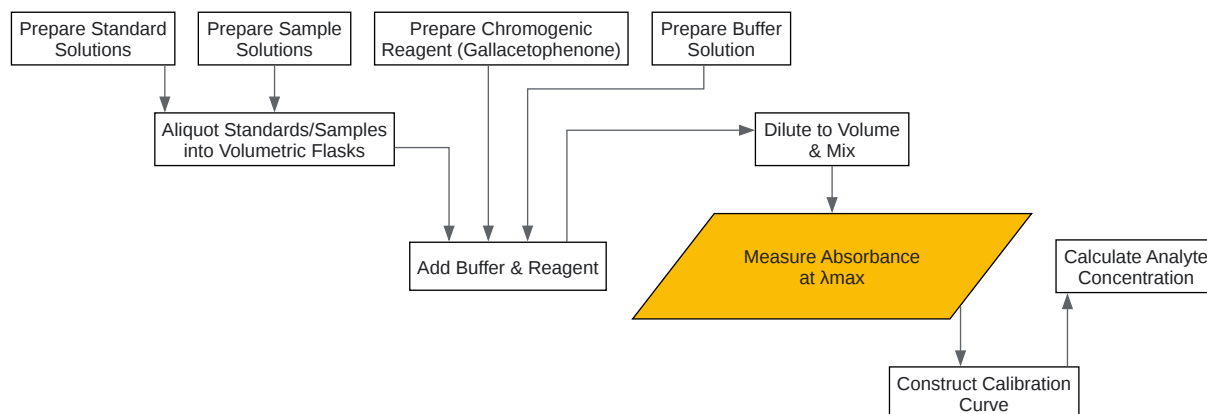 Prepare Standard
Solutions
Prepare Sample
Solutions
Prepare Chromogenic
Reagent (Gallacetophenone)
Prepare Buffer
Solution
Aliquot Standards/Samples
into Volumetric Flasks
Dilute to Volume
& Mix
Add Buffer & Reagent
Measure Absorbance
at λmax
Calculate Analyte
Concentration
Construct Calibration
Curve